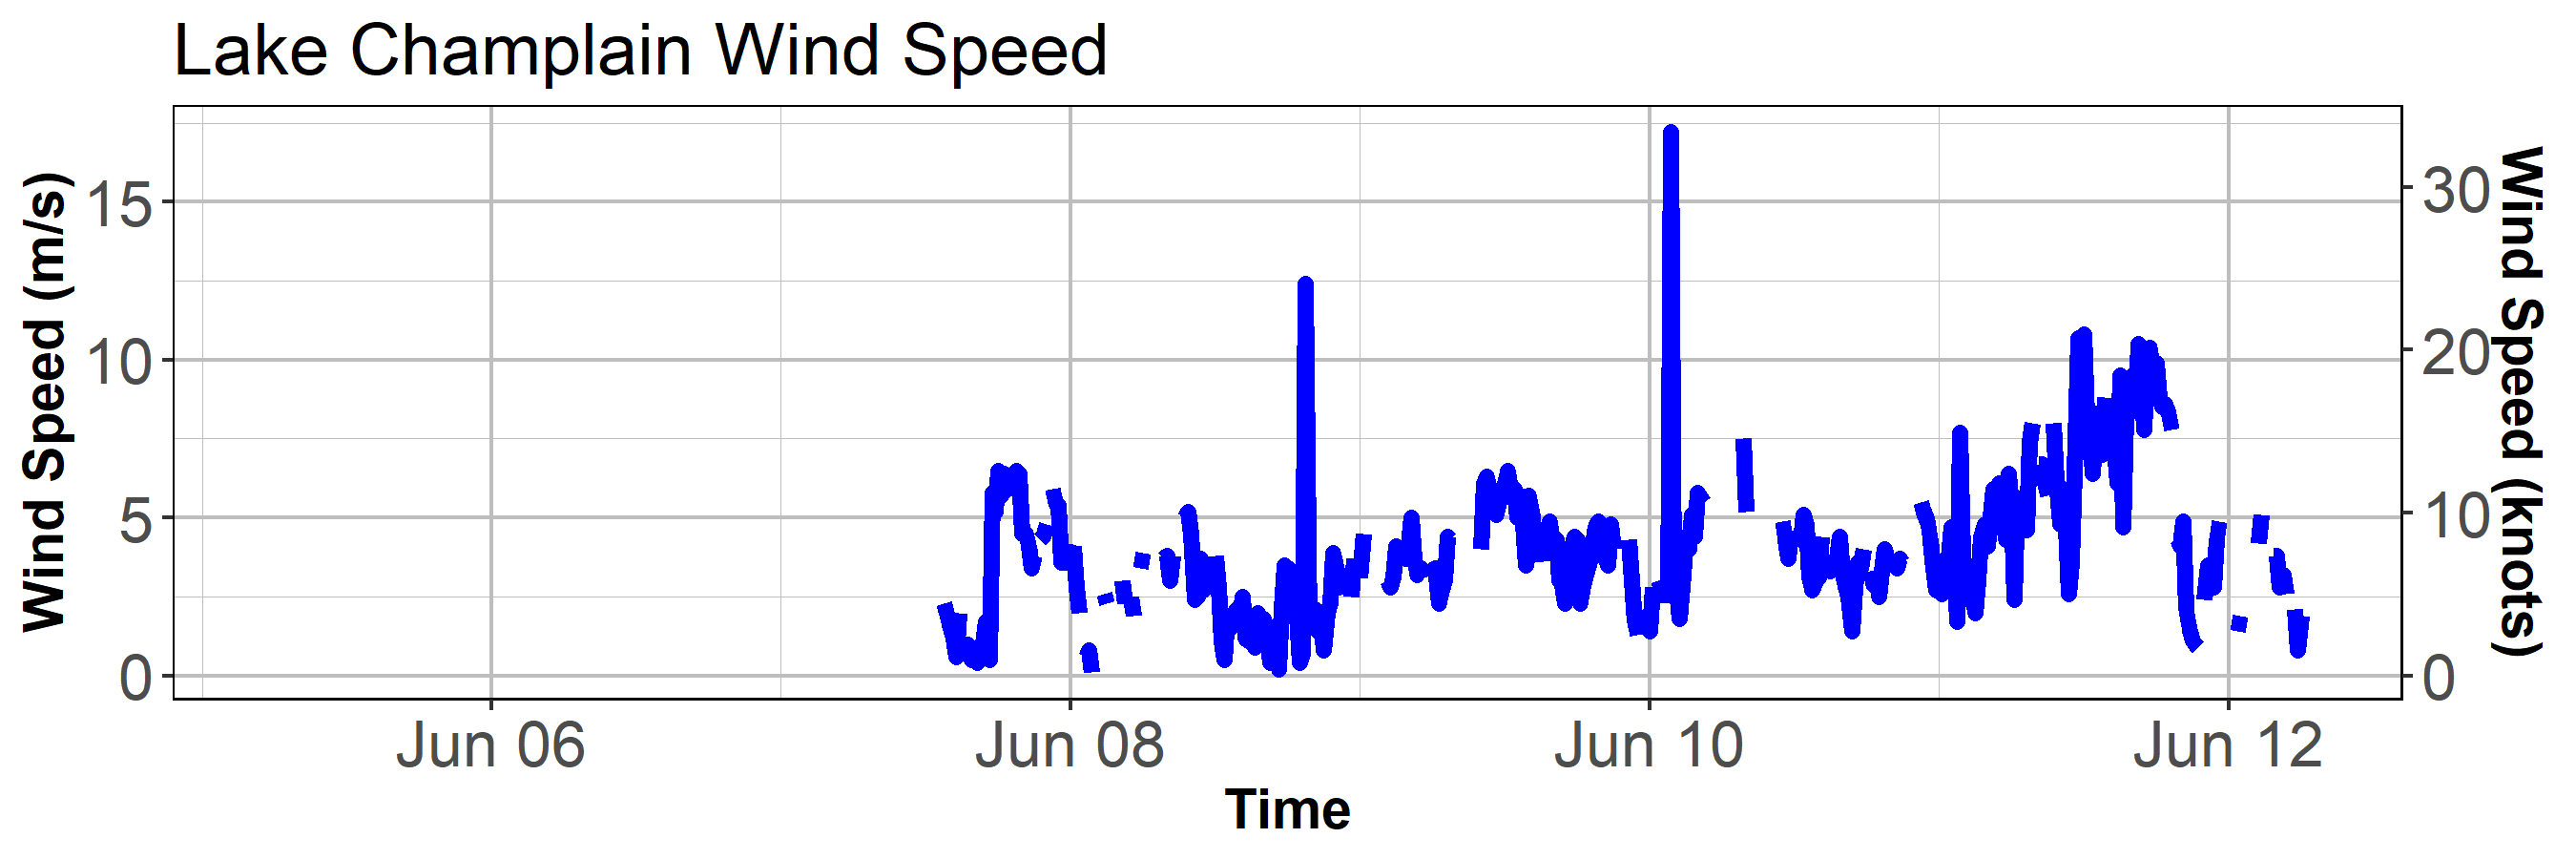 Lake Champlain Wind Speed
Wind Speed (m/s)
15
10
5
0
30
20
10
0
Wind Speed (knots)
Jun 06 Jun 08 Jun 10 Jun 12
Time